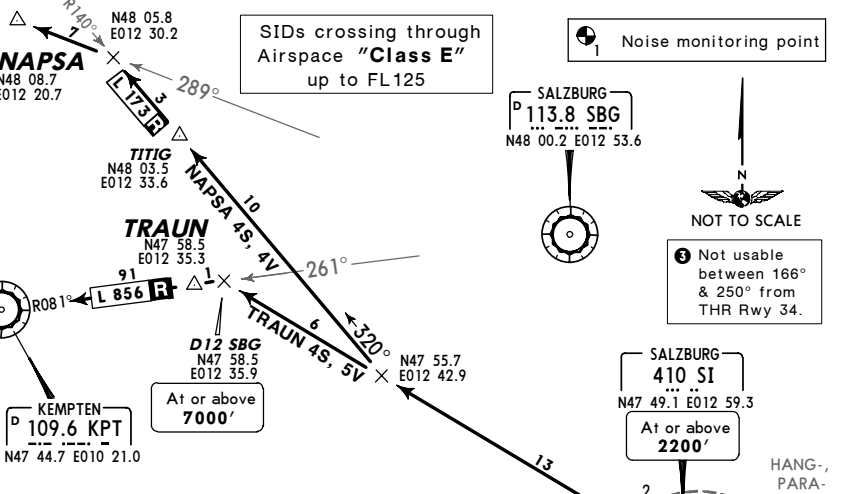 R140°
N48 05.8
E012 30.2
7
NAPSA
N48 08.7
E012 20.7
SIDs crossing through
Airspace "Class E"
up to FL125
1 Noise monitoring point
L 173 R
3
289°
SALZBURG
D 113.8 SBG
N48 00.2 E012 53.6
TITIG
N48 03.5
E012 33.6
N
NOT TO SCALE
NAPSA 4S, 4V
10
TRAUN
N47 58.5
E012 35.3
3 Not usable
between 166°
& 250° from
THR Rwy 34.
261°
91
R081°
L 856 R
1
6
320°
TRAUN 4S, 5V
D12 SBG
N47 58.5
E012 35.9
At or above
7000'
N47 55.7
E012 42.9
SALZBURG
410 SI
N47 49.1 E012 59.3
At or above
2200'
KEMPTEN
D 109.6 KPT
N47 44.7 E010 21.0
13
2
HANG-,
PARA-